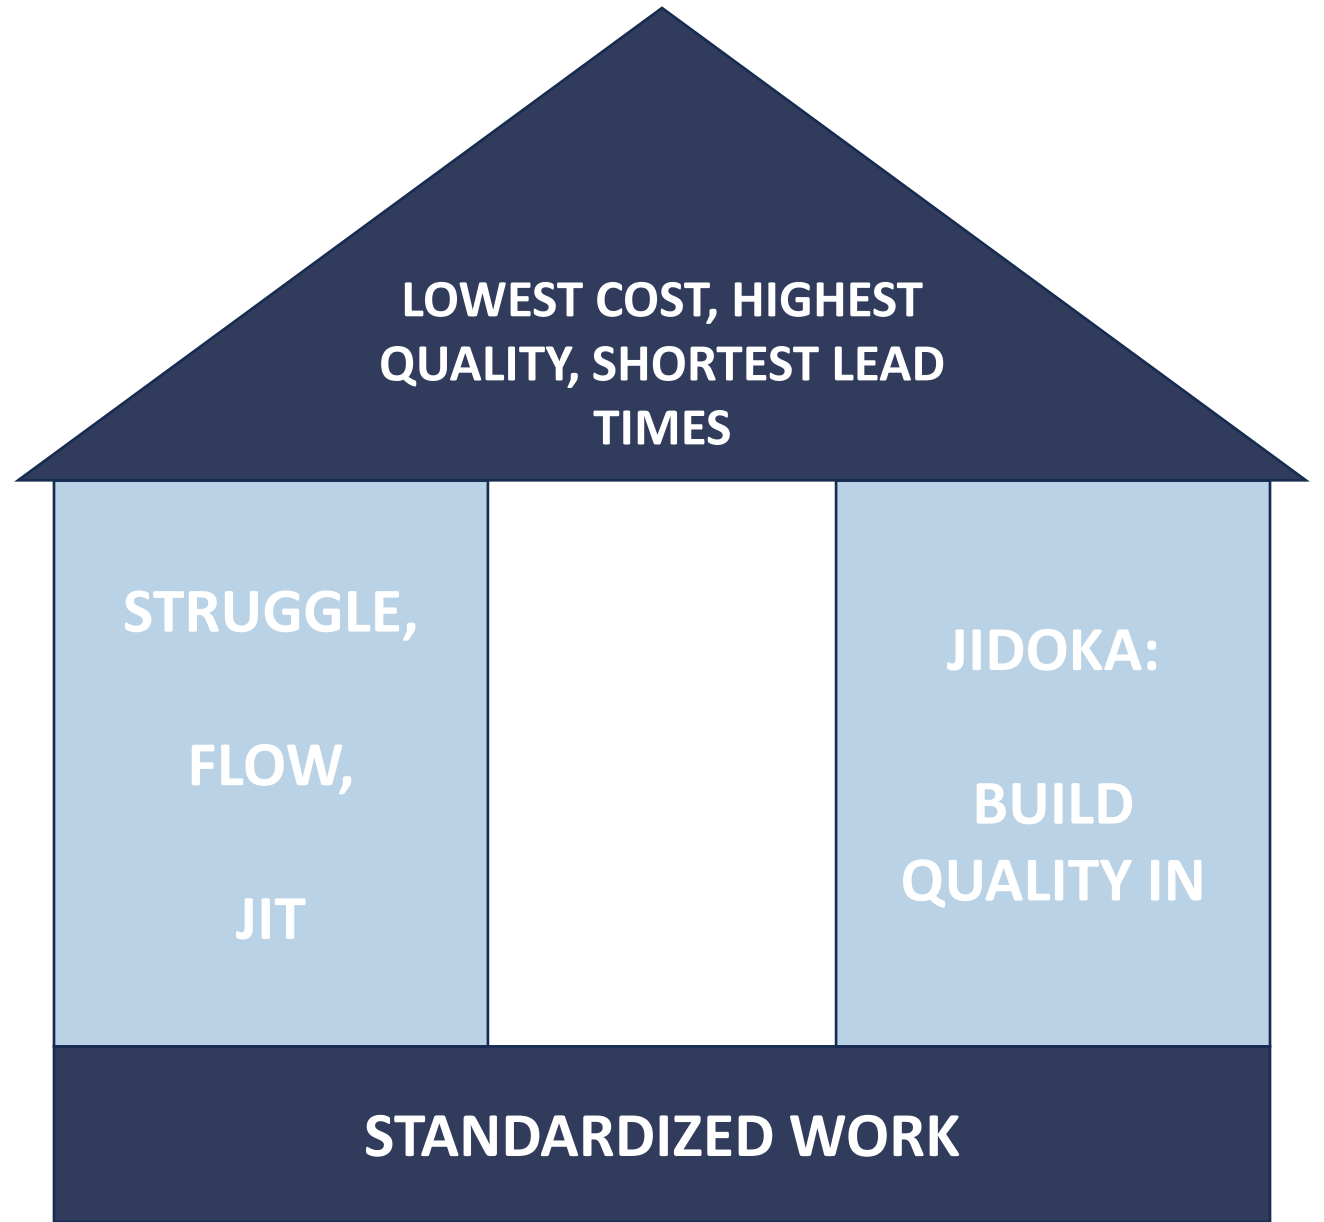 LOWEST COST, HIGHEST
QUALITY, SHORTEST LEAD
TIMES
STRUGGLE,
FLOW,
JIT
JIDOKA:
BUILD
QUALITY IN
STANDARDIZED WORK